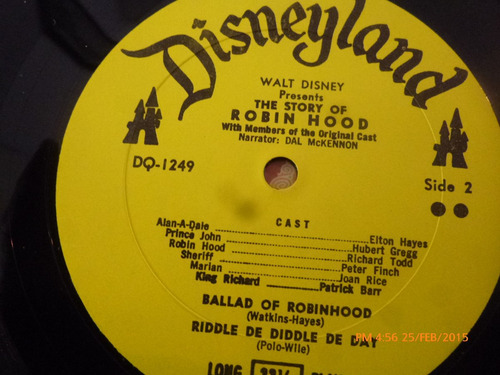 Disneyland
WALT DISNEY
Presents
THE STORY OF
ROBIN HOOD
With Members of the Original Cast
Narrator: DAL McKENNON
DQ-1249
Side 2
CAST
Alan-A-Dale Elton Hayes
Prince John Hubert Gregg
Robin Hood Richard Todd
Sheriff Peter Finch
Marian Joan Rice
King Richard Patrick Barr
BALLAD OF ROBINHOOD
(Watkins-Hayes)
RIDDLE DE DIDDLE DE DAY
(Polo-Wile)
LONG 33⅓
PM 4:56 25/FEB/2015